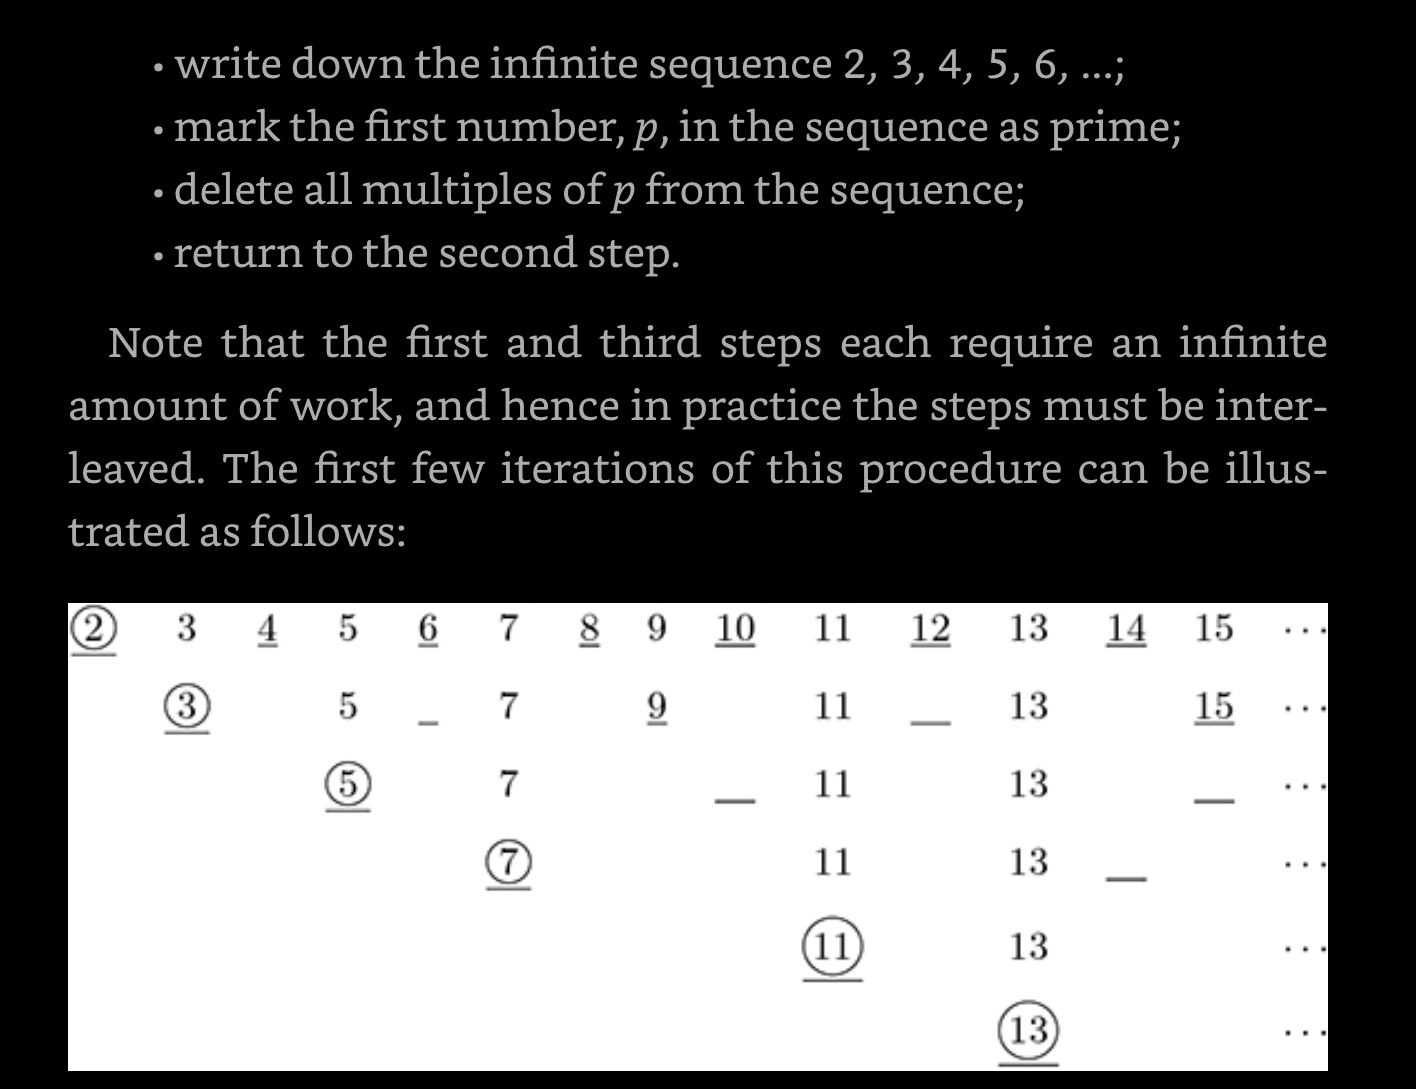 • write down the infinite sequence 2, 3, 4, 5, 6, ...;
• mark the first number, p, in the sequence as prime;
• delete all multiples of p from the sequence;
• return to the second step.
Note that the first and third steps each require an infinite
amount of work, and hence in practice the steps must be inter-
leaved. The first few iterations of this procedure can be illus-
trated as follows:
2 3 4 5 6 7 8 9 10 11 12 13 14 15 ···
3 5 _ 7 9 11 _ 13 15 ···
5 7 _ 11 13 _ ···
7 11 13 _ ···
11 13 ···
13 ···